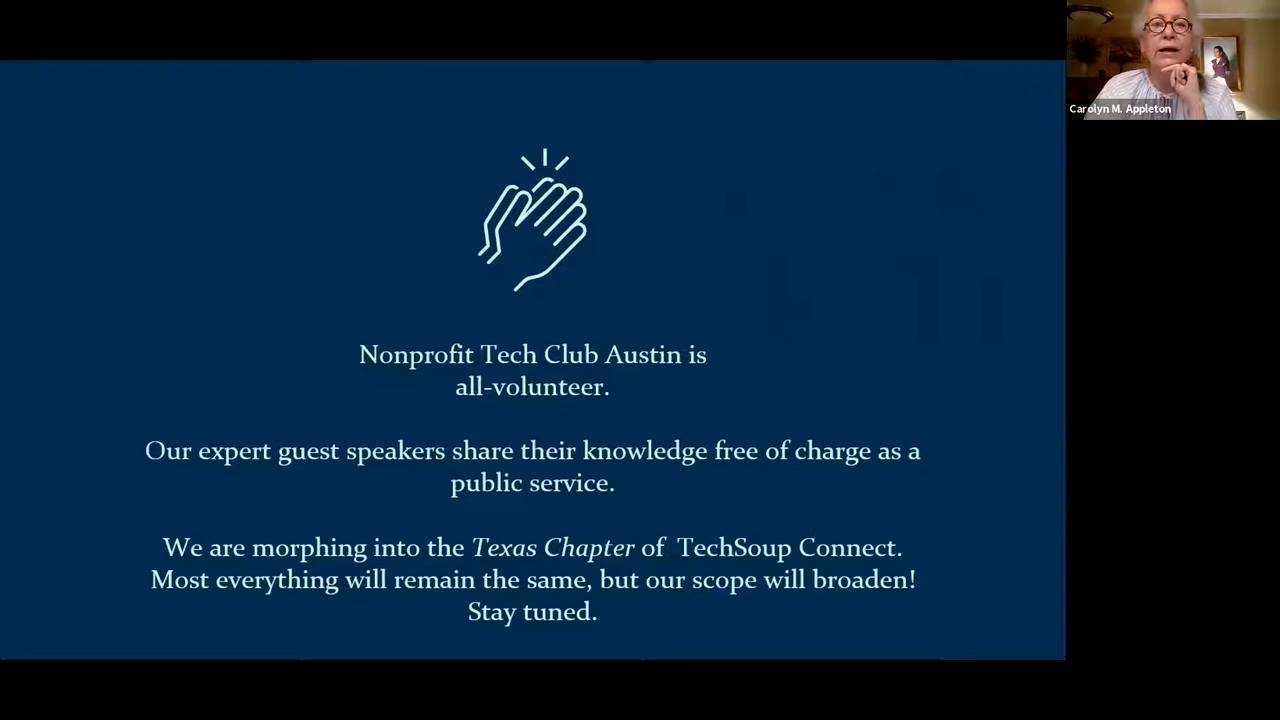 Carolyn M. Appleton
Nonprofit Tech Club Austin is
all-volunteer.
Our expert guest speakers share their knowledge free of charge as a
public service.
We are morphing into the Texas Chapter of TechSoup Connect.
Most everything will remain the same, but our scope will broaden!
Stay tuned.